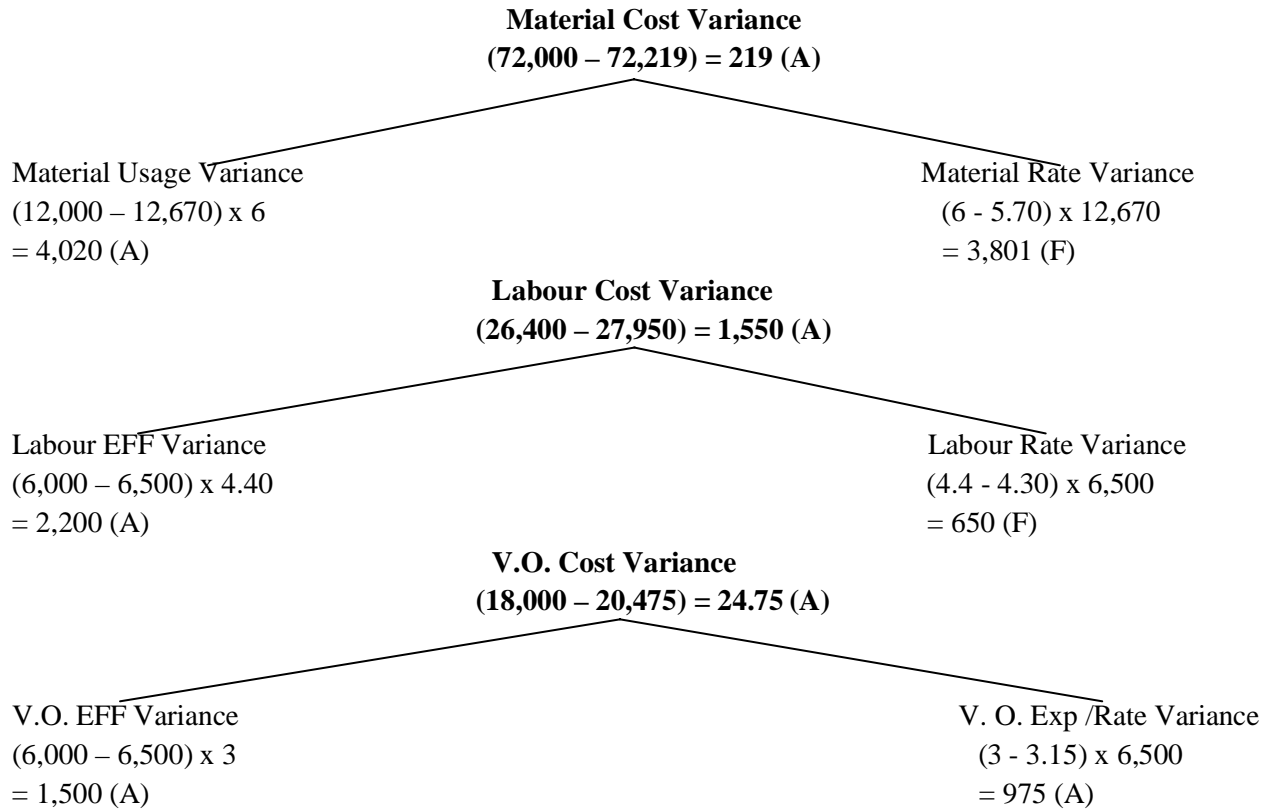 Material Cost Variance
(72,000 – 72,219) = 219 (A)
Material Usage Variance
(12,000 – 12,670) x 6
= 4,020 (A)
Material Rate Variance
(6 - 5.70) x 12,670
= 3,801 (F)
Labour Cost Variance
(26,400 – 27,950) = 1,550 (A)
Labour EFF Variance
(6,000 – 6,500) x 4.40
= 2,200 (A)
Labour Rate Variance
(4.4 - 4.30) x 6,500
= 650 (F)
V.O. Cost Variance
(18,000 – 20,475) = 24.75 (A)
V.O. EFF Variance
(6,000 – 6,500) x 3
= 1,500 (A)
V. O. Exp /Rate Variance
(3 - 3.15) x 6,500
= 975 (A)